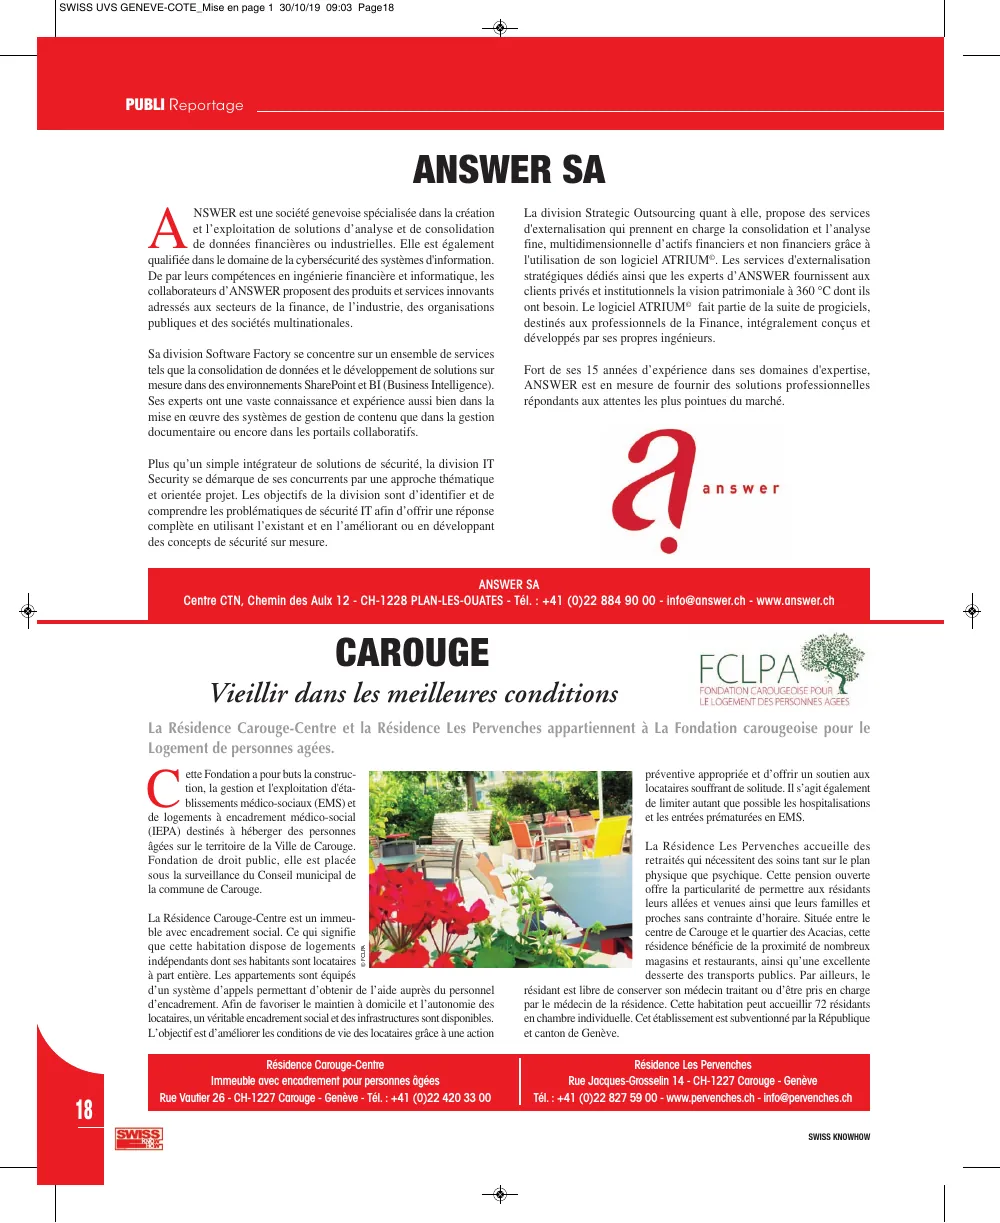 SWISS UVS GENEVE-COTE_Mise en page 1  30/10/19  09:03  Page18
PUBLI Reportage
ANSWER SA
ANSWER est une société genevoise spécialisée dans la création
et l’exploitation de solutions d’analyse et de consolidation
de données financières ou industrielles. Elle est également
qualifiée dans le domaine de la cybersécurité des systèmes d'information.
De par leurs compétences en ingénierie financière et informatique, les
collaborateurs d’ANSWER proposent des produits et services innovants
adressés aux secteurs de la finance, de l’industrie, des organisations
publiques et des sociétés multinationales.
Sa division Software Factory se concentre sur un ensemble de services
tels que la consolidation de données et le développement de solutions sur
mesure dans des environnements SharePoint et BI (Business Intelligence).
Ses experts ont une vaste connaissance et expérience aussi bien dans la
mise en œuvre des systèmes de gestion de contenu que dans la gestion
documentaire ou encore dans les portails collaboratifs.
Plus qu’un simple intégrateur de solutions de sécurité, la division IT
Security se démarque de ses concurrents par une approche thématique
et orientée projet. Les objectifs de la division sont d’identifier et de
comprendre les problématiques de sécurité IT afin d’offrir une réponse
complète en utilisant l’existant et en l’améliorant ou en développant
des concepts de sécurité sur mesure.
La division Strategic Outsourcing quant à elle, propose des services
d'externalisation qui prennent en charge la consolidation et l’analyse
fine, multidimensionnelle d’actifs financiers et non financiers grâce à
l'utilisation de son logiciel ATRIUM©. Les services d'externalisation
stratégiques dédiés ainsi que les experts d’ANSWER fournissent aux
clients privés et institutionnels la vision patrimoniale à 360 °C dont ils
ont besoin. Le logiciel ATRIUM© fait partie de la suite de progiciels,
destinés aux professionnels de la Finance, intégralement conçus et
développés par ses propres ingénieurs.
Fort de ses 15 années d’expérience dans ses domaines d'expertise,
ANSWER est en mesure de fournir des solutions professionnelles
répondants aux attentes les plus pointues du marché.
a answer
ANSWER SA
Centre CTN, Chemin des Aulx 12 - CH-1228 PLAN-LES-OUATES - Tél. : +41 (0)22 884 90 00 - info@answer.ch - www.answer.ch
CAROUGE
Vieillir dans les meilleures conditions
FCLPA
FONDATION CAROUGEOISE POUR
LE LOGEMENT DES PERSONNES AGEES
La Résidence Carouge-Centre et la Résidence Les Pervenches appartiennent à La Fondation carougeoise pour le
Logement de personnes agées.
Cette Fondation a pour buts la construc-
tion, la gestion et l'exploitation d'éta-
blissements médico-sociaux (EMS) et
de logements à encadrement médico-social
(IEPA) destinés à héberger des personnes
âgées sur le territoire de la Ville de Carouge.
Fondation de droit public, elle est placée
sous la surveillance du Conseil municipal de
la commune de Carouge.
La Résidence Carouge-Centre est un immeu-
ble avec encadrement social. Ce qui signifie
que cette habitation dispose de logements
indépendants dont ses habitants sont locataires
à part entière. Les appartements sont équipés
d’un système d’appels permettant d’obtenir de l’aide auprès du personnel
d’encadrement. Afin de favoriser le maintien à domicile et l’autonomie des
locataires, un véritable encadrement social et des infrastructures sont disponibles.
L’objectif est d’améliorer les conditions de vie des locataires grâce à une action
© FCLPA
préventive appropriée et d’offrir un soutien aux
locataires souffrant de solitude. Il s’agit également
de limiter autant que possible les hospitalisations
et les entrées prématurées en EMS.
La Résidence Les Pervenches accueille des
retraités qui nécessitent des soins tant sur le plan
physique que psychique. Cette pension ouverte
offre la particularité de permettre aux résidants
leurs allées et venues ainsi que leurs familles et
proches sans contrainte d’horaire. Située entre le
centre de Carouge et le quartier des Acacias, cette
résidence bénéficie de la proximité de nombreux
magasins et restaurants, ainsi qu’une excellente
desserte des transports publics. Par ailleurs, le
résidant est libre de conserver son médecin traitant ou d’être pris en charge
par le médecin de la résidence. Cette habitation peut accueillir 72 résidants
en chambre individuelle. Cet établissement est subventionné par la République
et canton de Genève.
Résidence Carouge-Centre
Immeuble avec encadrement pour personnes âgées
Rue Vautier 26 - CH-1227 Carouge - Genève - Tél. : +41 (0)22 420 33 00
Résidence Les Pervenches
Rue Jacques-Grosselin 14 - CH-1227 Carouge - Genève
Tél. : +41 (0)22 827 59 00 - www.pervenches.ch - info@pervenches.ch
18
SWISS
KNOW
HOW
SWISS KNOWHOW